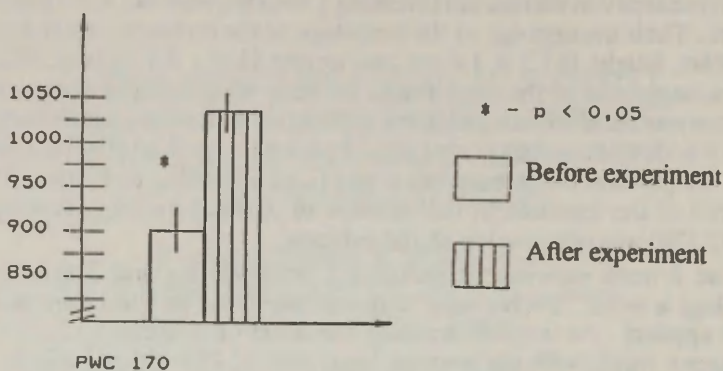 1050
* - p < 0,05
1000
950
*
Before experiment
900
After experiment
850
PWC 170